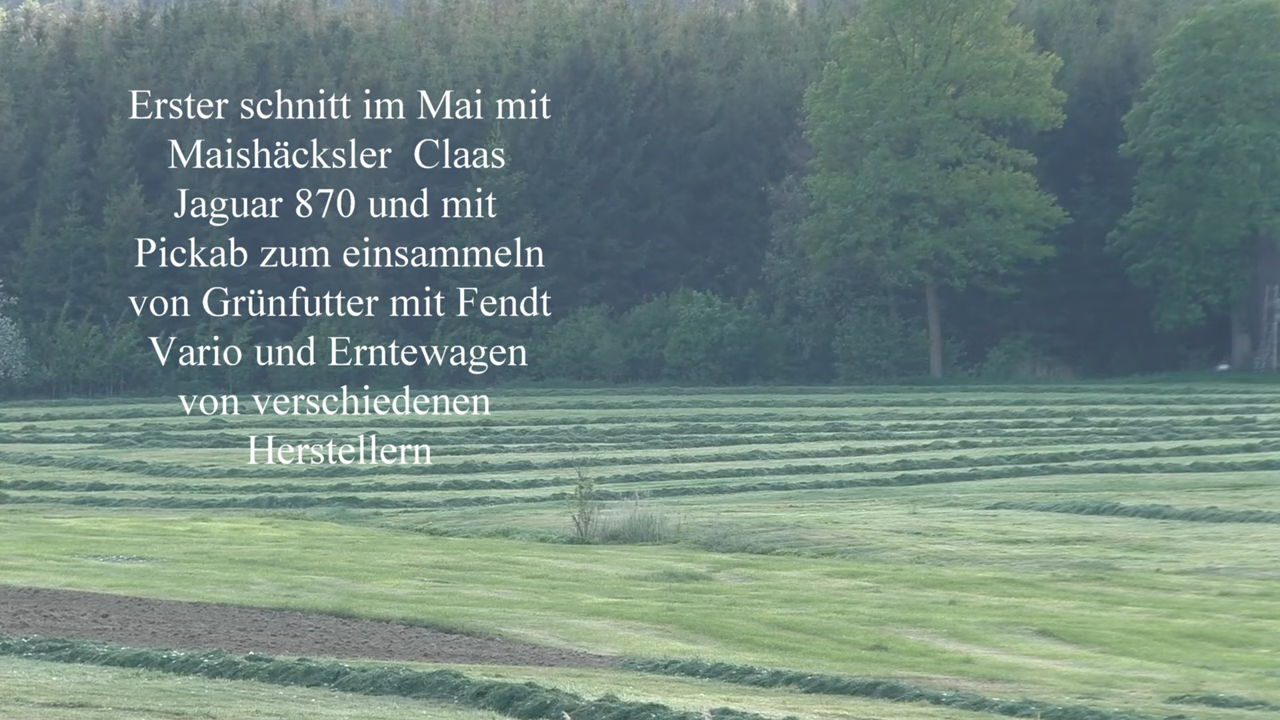 Erster schnitt im Mai mit
Maishäcksler  Claas
Jaguar 870 und mit
Pickab zum einsammeln
von Grünfutter mit Fendt
Vario und Erntewagen
von verschiedenen
Herstellern